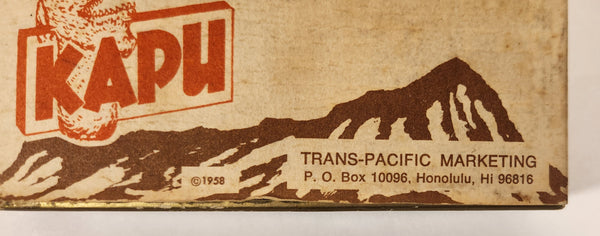 KAPU
TRANS-PACIFIC MARKETING
©1958
P. O. Box 10096, Honolulu, Hi 96816